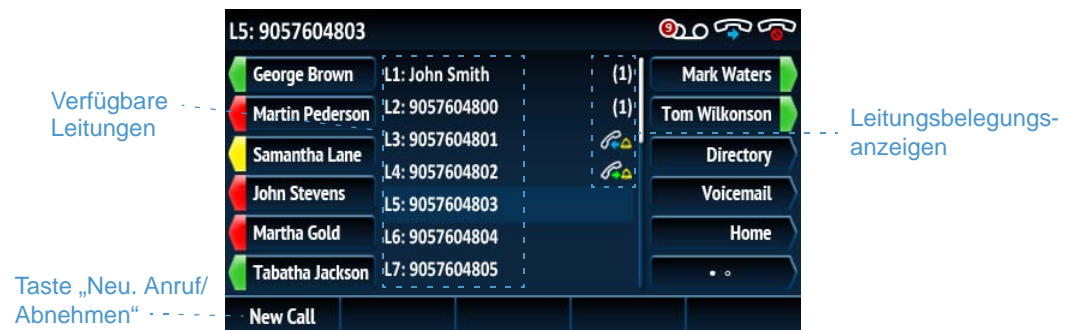 L5: 9057604803
9
George Brown
Martin Pederson
Samantha Lane
John Stevens
Martha Gold
Tabatha Jackson
L1: John Smith (1)
L2: 9057604800 (1)
L3: 9057604801
L4: 9057604802
L5: 9057604803
L6: 9057604804
L7: 9057604805
Mark Waters
Tom Wilkonson
Directory
Voicemail
Home
New Call
Verfügbare
Leitungen
Taste „Neu. Anruf/
Abnehmen“
Leitungsbelegungs-
anzeigen